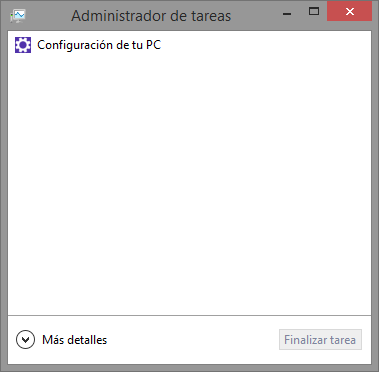 Administrador de tareas
Configuración de tu PC
Más detalles
Finalizar tarea